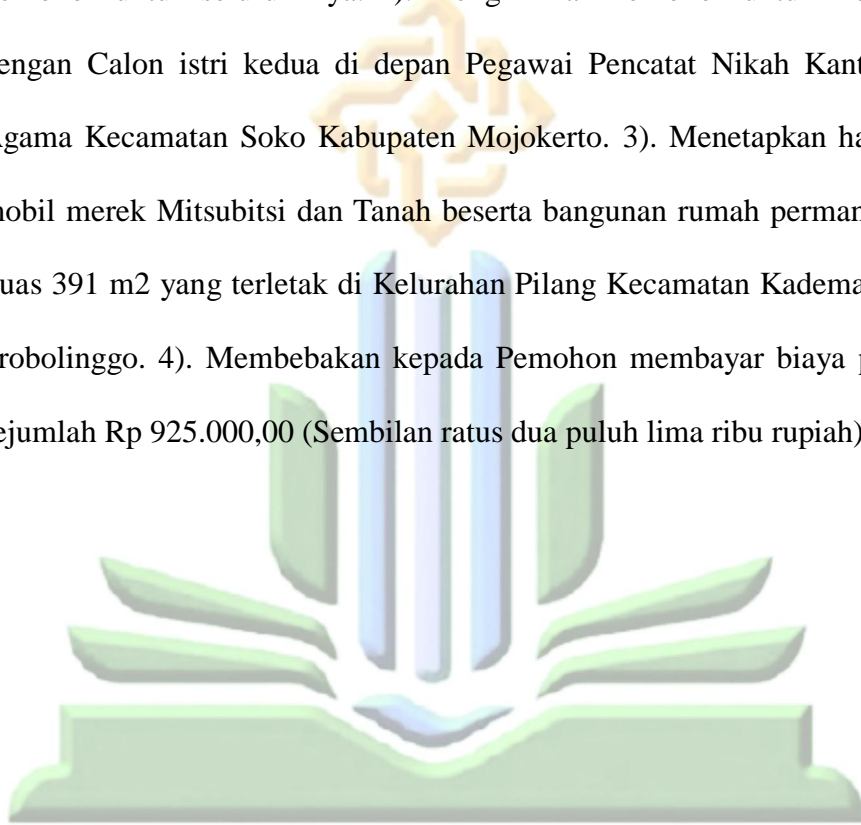 engan Calon istri kedua di depan Pegawai Pencatat Nikah Kant
Agama Kecamatan Soko Kabupaten Mojokerto. 3). Menetapkan ha
mobil merek Mitsubitsi dan Tanah beserta bangunan rumah perman
uas 391 m2 yang terletak di Kelurahan Pilang Kecamatan Kadema
robolinggo. 4). Membebakan kepada Pemohon membayar biaya p
ejumlah Rp 925.000,00 (Sembilan ratus dua puluh lima ribu rupiah)